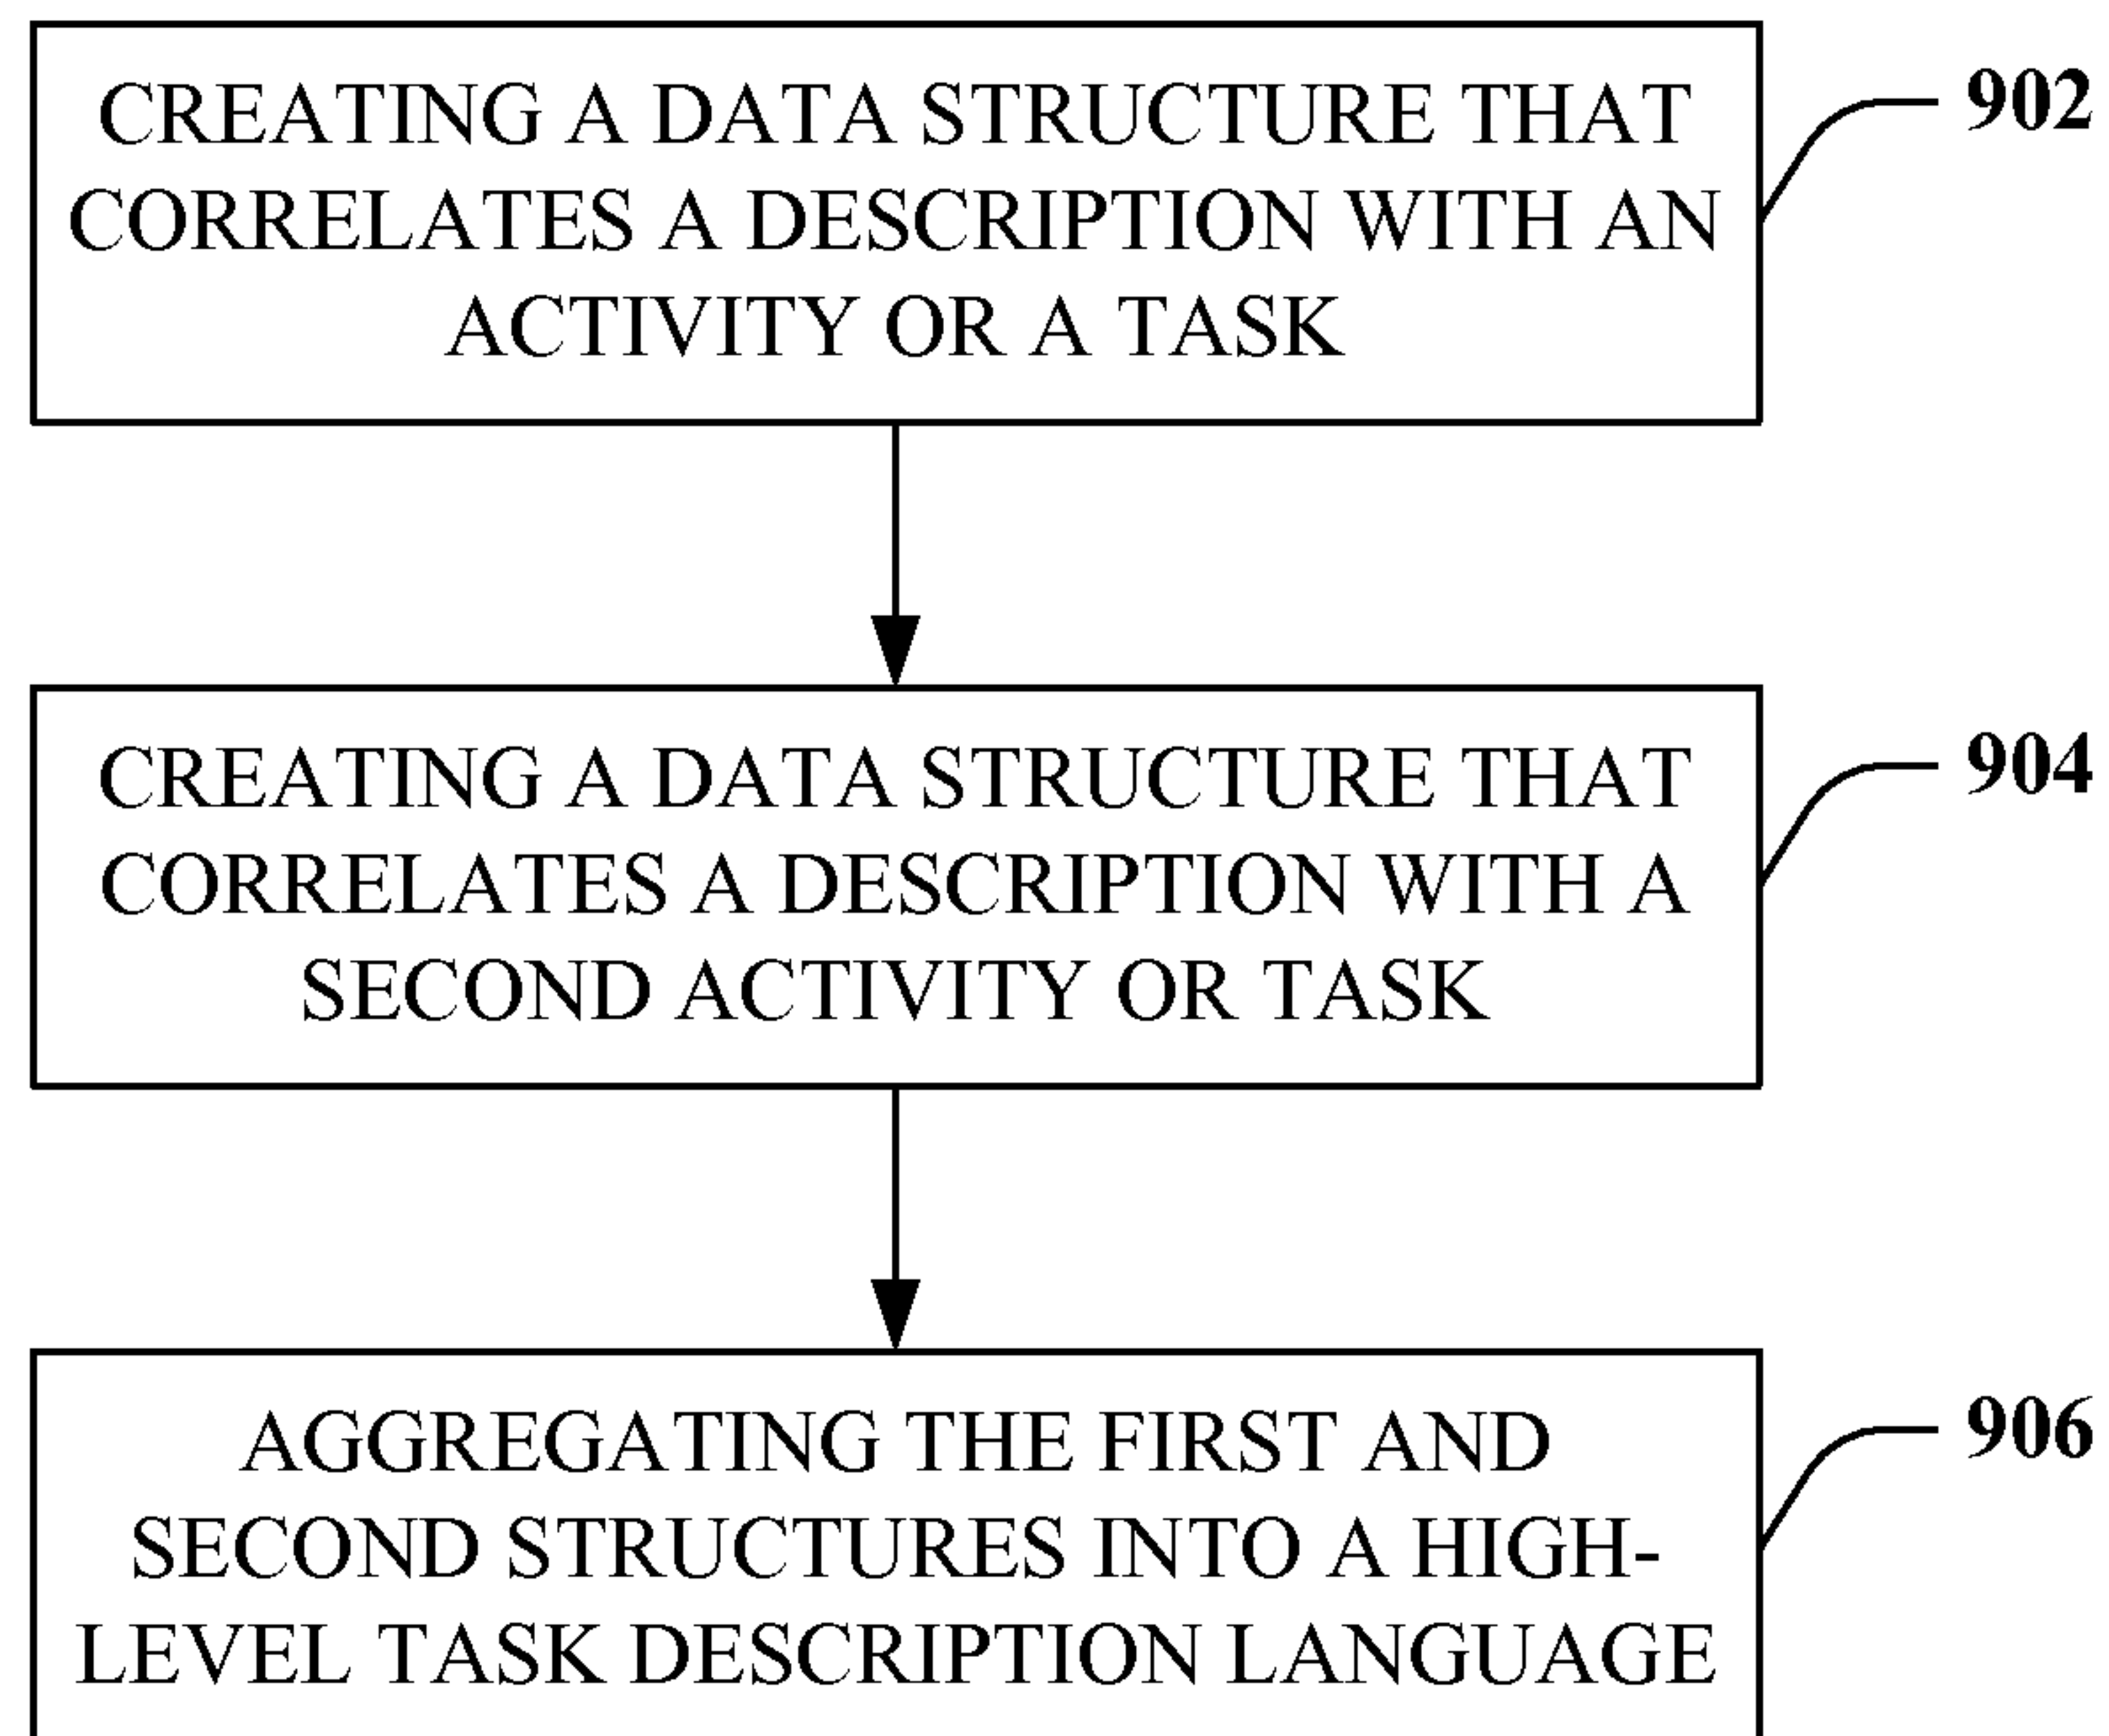 CREATING A DATA STRUCTURE THAT
CORRELATES A DESCRIPTION WITH AN
ACTIVITY OR A TASK
902
CREATING A DATA STRUCTURE THAT
CORRELATES A DESCRIPTION WITH A
SECOND ACTIVITY OR TASK
904
AGGREGATING THE FIRST AND
SECOND STRUCTURES INTO A HIGH-
LEVEL TASK DESCRIPTION LANGUAGE
906